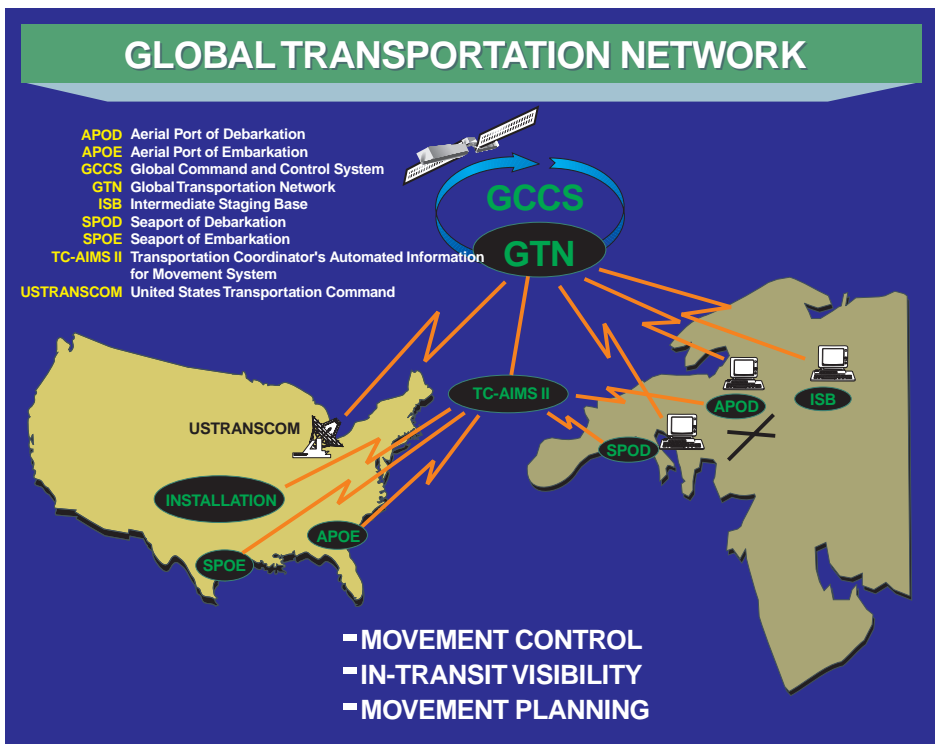 GLOBAL TRANSPORTATION NETWORK
APOD Aerial Port of Debarkation
APOE Aerial Port of Embarkation
GCCS Global Command and Control System
GTN Global Transportation Network
ISB Intermediate Staging Base
SPOD Seaport of Debarkation
SPOE Seaport of Embarkation
TC-AIMS II Transportation Coordinator's Automated Information
for Movement System
USTRANSCOM United States Transportation Command
GCCS
GTN
TC-AIMS II
APOD
ISB
USTRANSCOM
SPOD
INSTALLATION
APOE
SPOE
-MOVEMENT CONTROL
-IN-TRANSIT VISIBILITY
-MOVEMENT PLANNING